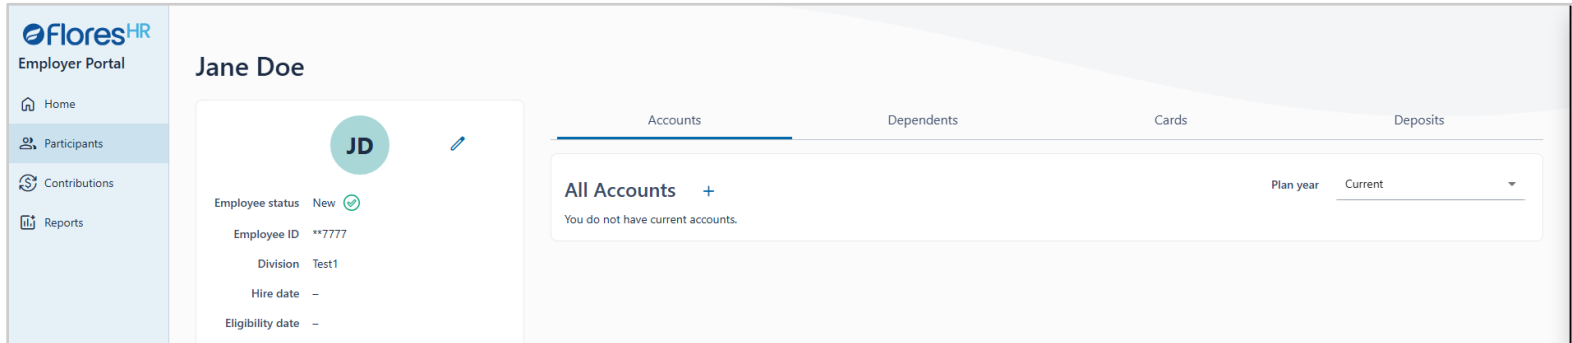 FloresHR
Employer Portal
Home
Participants
Contributions
Reports
Jane Doe
JD
Employee status New
Employee ID **7777
Division Test1
Hire date –
Eligibility date –
Accounts Dependents Cards Deposits
All Accounts +
Plan year Current
You do not have current accounts.